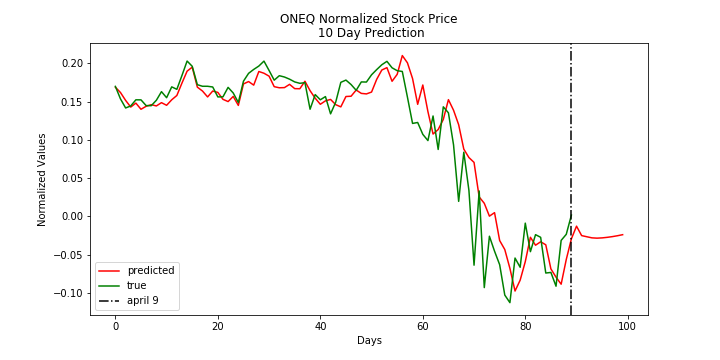 ONEQ Normalized Stock Price
10 Day Prediction
Normalized Values
0.20
0.15
0.10
0.05
0.00
−0.05
−0.10
predicted
true
april 9
0 20 40 60 80 100
Days